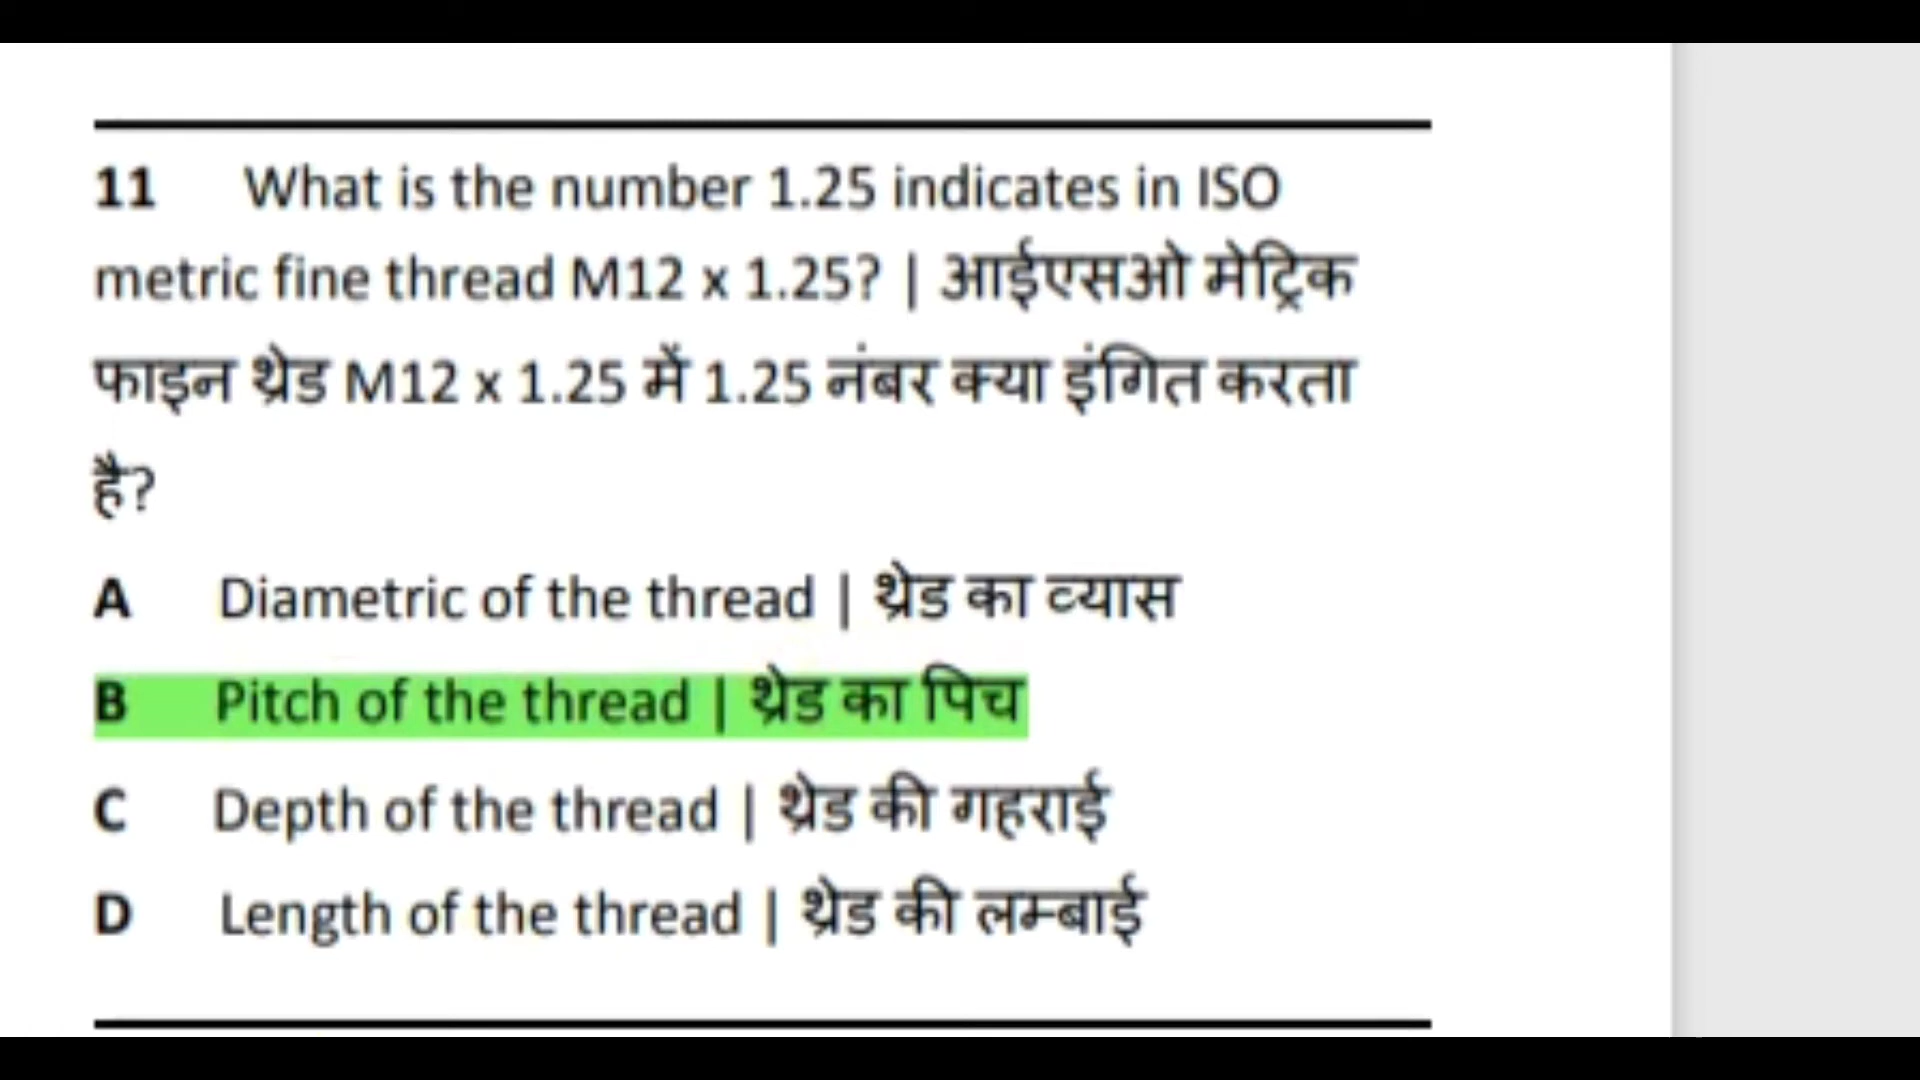 11 What is the number 1.25 indicates in ISO
metric fine thread M12 x 1.25? | आईएसओ मेट्रिक
फाइन थ्रेड M12 x 1.25 में 1.25 नंबर क्या इंगित करता
है?
A Diametric of the thread | थ्रेड का व्यास
B Pitch of the thread | थ्रेड का पिच
C Depth of the thread | थ्रेड की गहराई
D Length of the thread | थ्रेड की लम्बाई